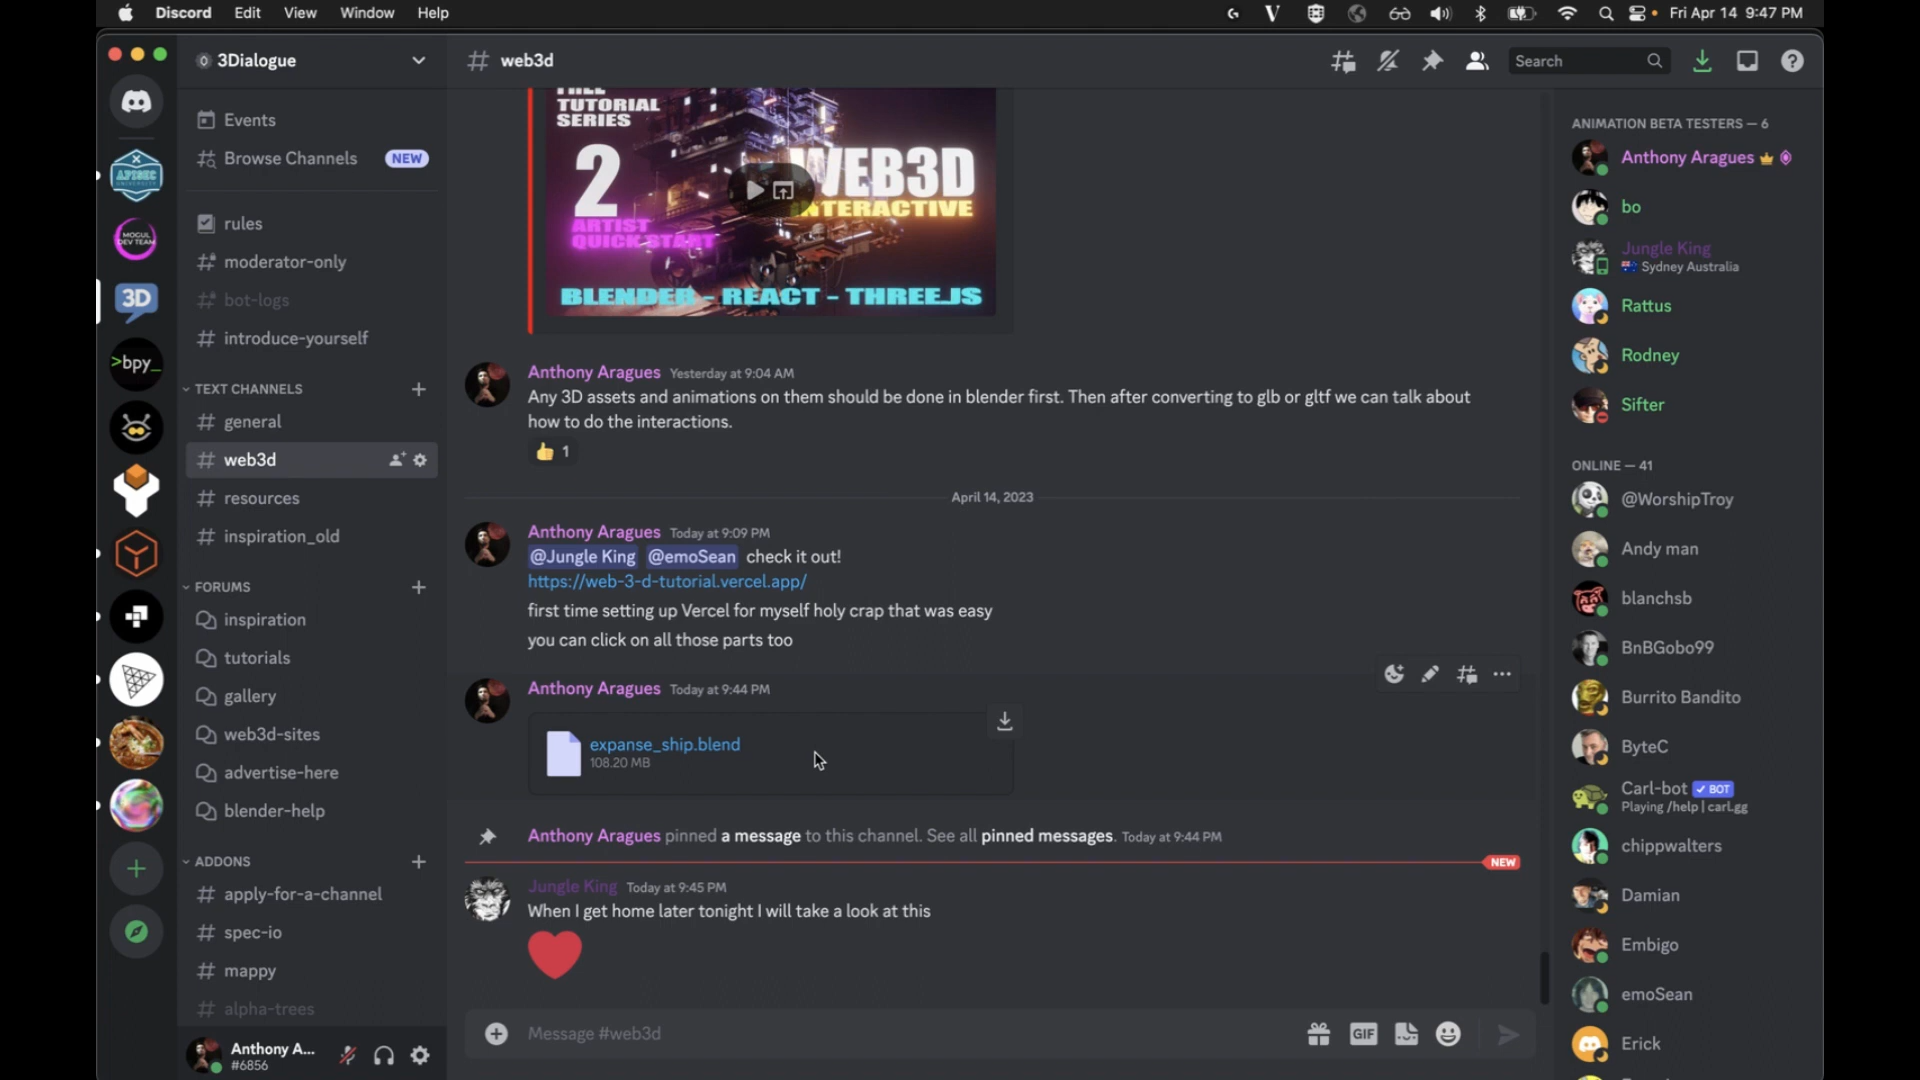 Discord Edit View Window Help
Fri Apr 14 9:47 PM
3Dialogue
web3d
Search
Events
Browse Channels NEW
rules
moderator-only
bot-logs
introduce-yourself
TEXT CHANNELS
general
web3d
resources
inspiration_old
FORUMS
inspiration
tutorials
gallery
web3d-sites
advertise-here
blender-help
ADDONS
apply-for-a-channel
spec-io
mappy
alpha-trees
Anthony A...
#6856
APISEC
UNIVERSITY
MOGUL
DEV TEAM
3D
>bpy_
FREE
TUTORIAL
SERIES
2
WEB3D
INTERACTIVE
ARTIST
QUICK START
BLENDER - REACT - THREEJS
Anthony Aragues Yesterday at 9:04 AM
Any 3D assets and animations on them should be done in blender first. Then after converting to glb or gltf we can talk about
how to do the interactions.
1
April 14, 2023
Anthony Aragues Today at 9:09 PM
@Jungle King @emoSean check it out!
https://web-3-d-tutorial.vercel.app/
first time setting up Vercel for myself holy crap that was easy
you can click on all those parts too
Anthony Aragues Today at 9:44 PM
expanse_ship.blend
108.20 MB
Anthony Aragues pinned a message to this channel. See all pinned messages. Today at 9:44 PM
NEW
Jungle King Today at 9:45 PM
When I get home later tonight I will take a look at this
Message #web3d
GIF
ANIMATION BETA TESTERS — 6
Anthony Aragues
bo
Jungle King
Sydney Australia
Rattus
Rodney
Sifter
ONLINE — 41
@WorshipTroy
Andy man
blanchsb
BnBGobo99
Burrito Bandito
ByteC
Carl-bot BOT
Playing /help | carl.gg
chippwalters
Damian
Embigo
emoSean
Erick